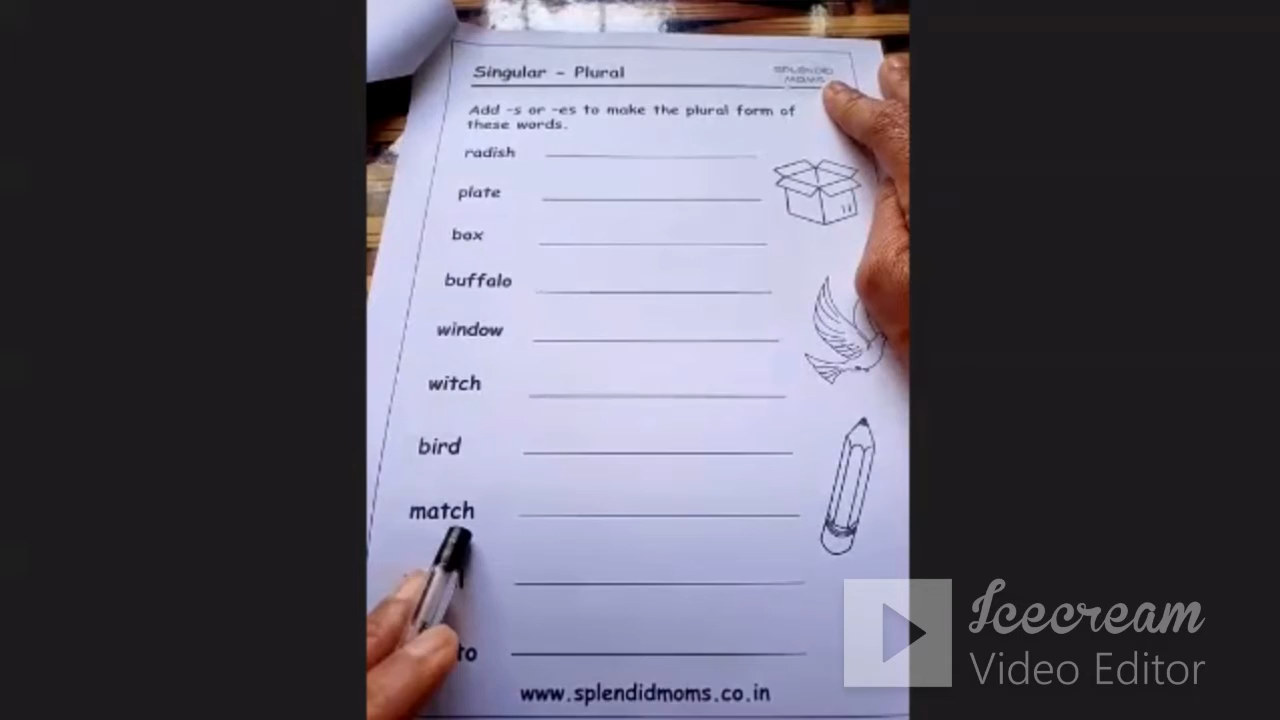 Singular - Plural
SPLENDID
MOMS
Add -s or -es to make the plural form of
these words.
radish
plate
box
buffalo
window
witch
bird
match
to
www.splendidmoms.co.in
Icecream
Video Editor